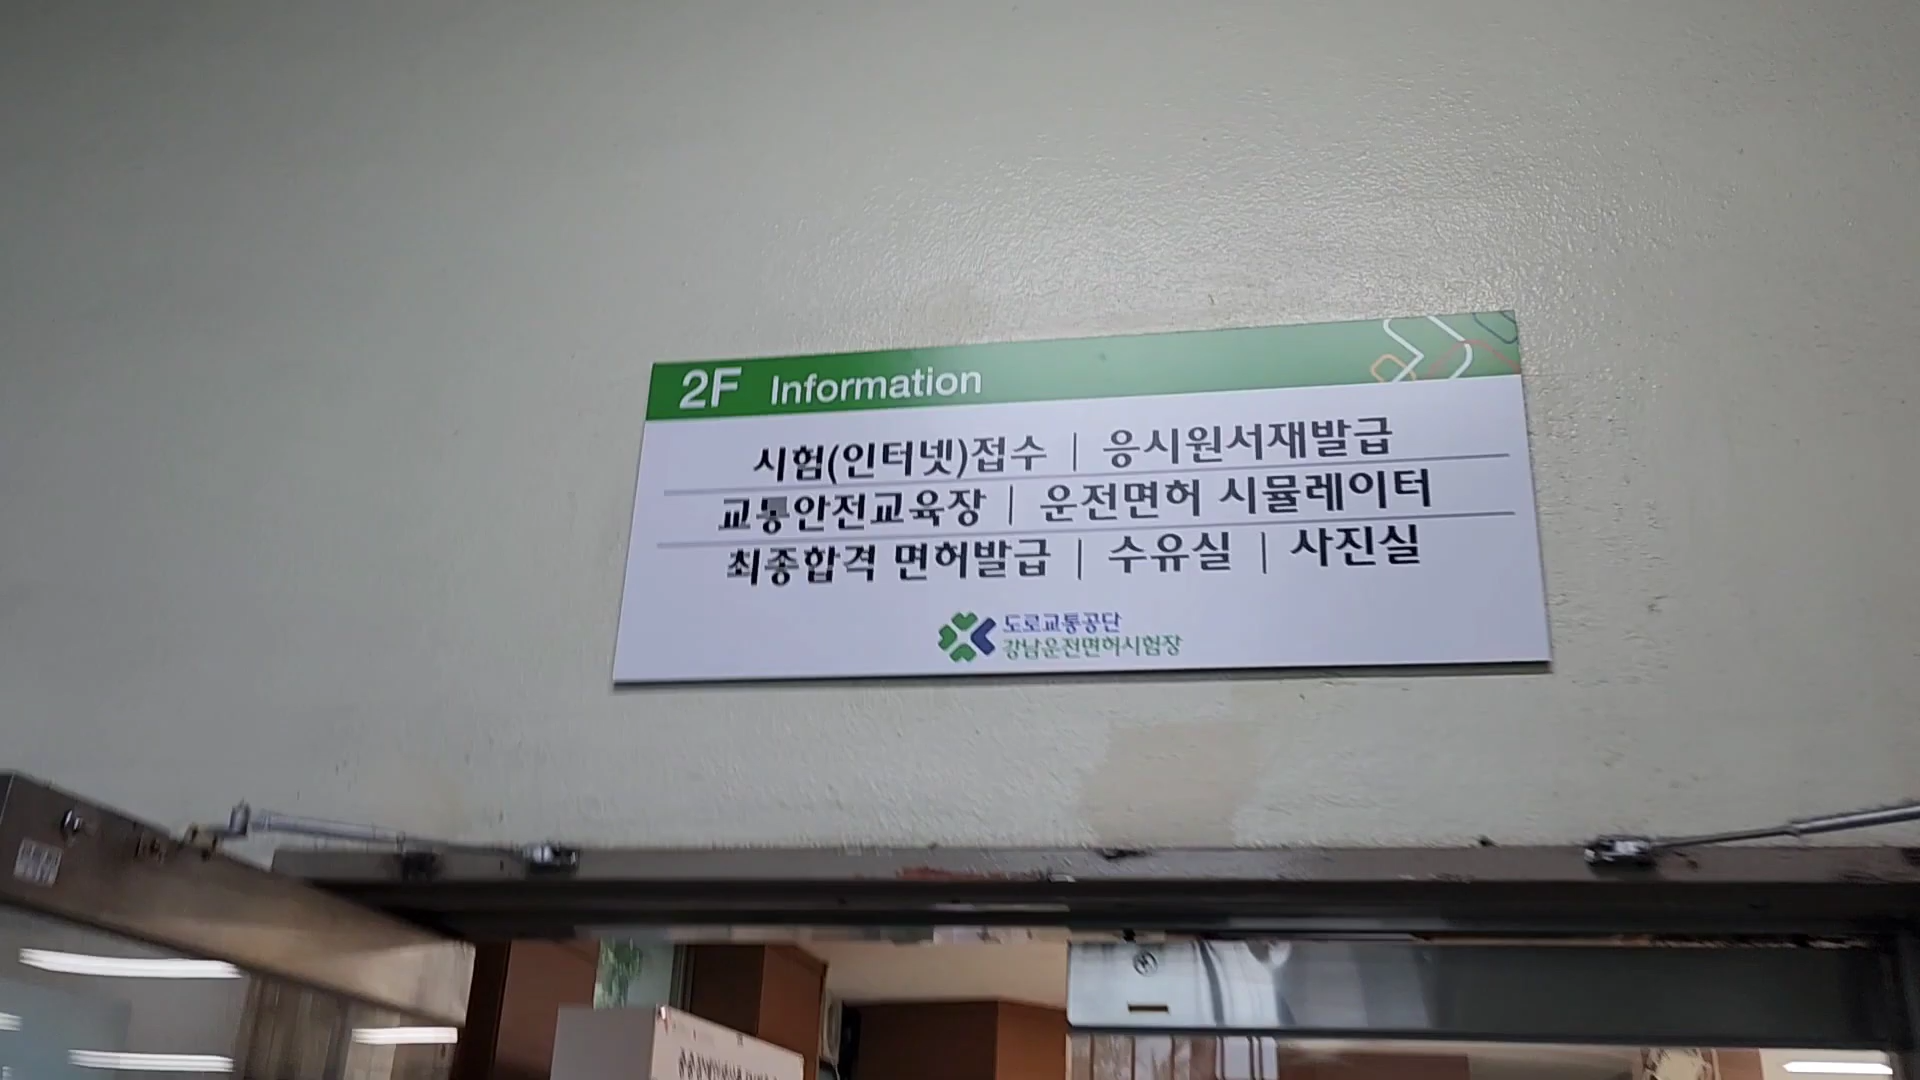 2F Information
시험(인터넷)접수 | 응시원서재발급
교통안전교육장 | 운전면허 시뮬레이터
최종합격 면허발급 | 수유실 | 사진실
도로교통공단
강남운전면허시험장